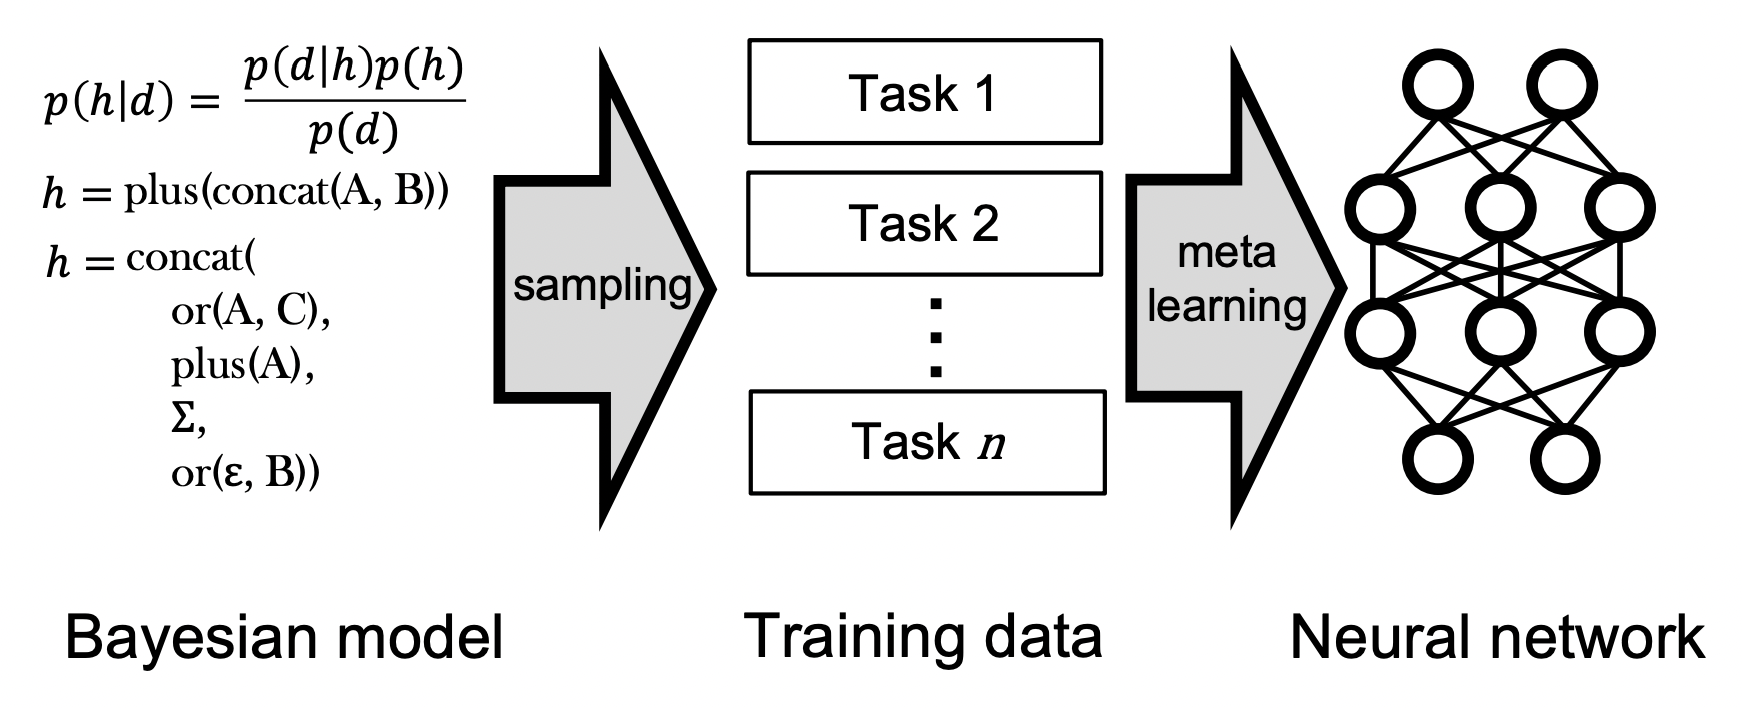 p(h|d) = p(d|h)p(h) / p(d)
h = plus(concat(A, B))
h = concat(
or(A, C),
plus(A),
Σ,
or(ε, B))
sampling
Task 1
Task 2
⋮
Task n
meta
learning
Bayesian model
Training data
Neural network